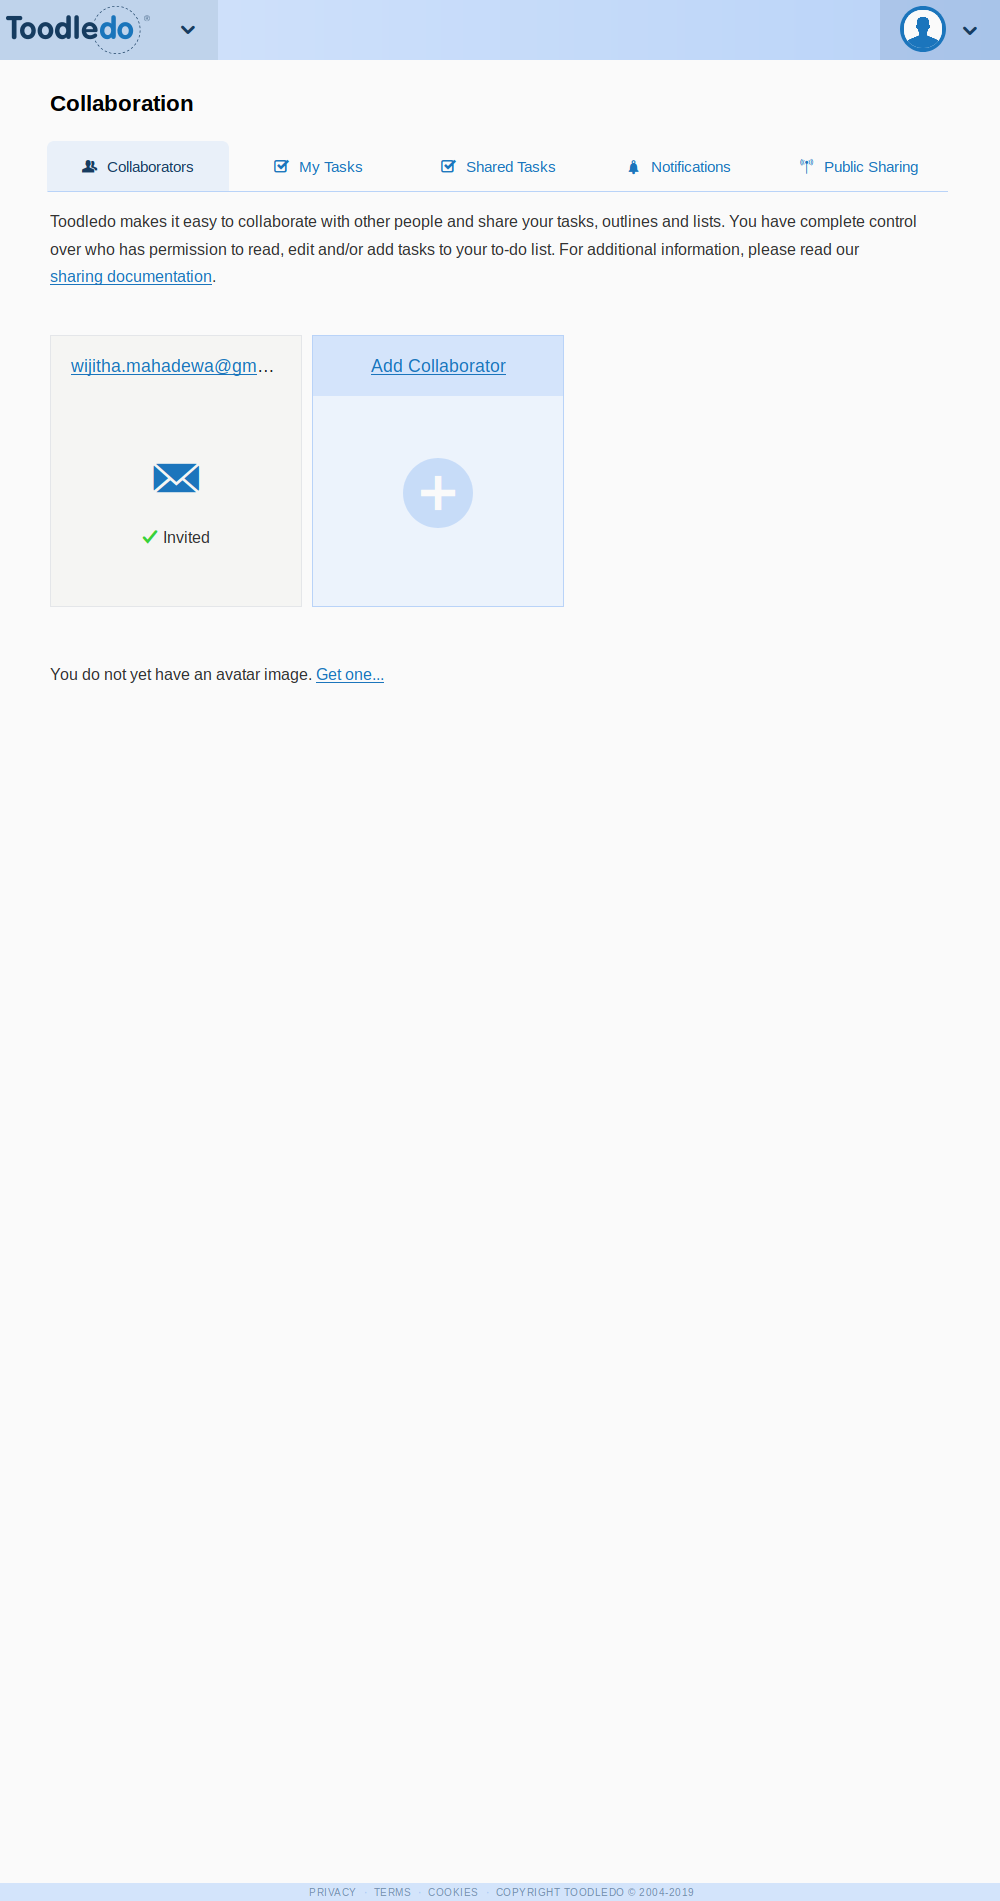 Toodledo®
Collaboration
Collaborators
My Tasks
Shared Tasks
Notifications
Public Sharing
Toodledo makes it easy to collaborate with other people and share your tasks, outlines and lists. You have complete control
over who has permission to read, edit and/or add tasks to your to-do list. For additional information, please read our
sharing documentation.
wijitha.mahadewa@gm...
Add Collaborator
Invited
You do not yet have an avatar image. Get one...
PRIVACY · TERMS · COOKIES · COPYRIGHT TOODLEDO © 2004-2019